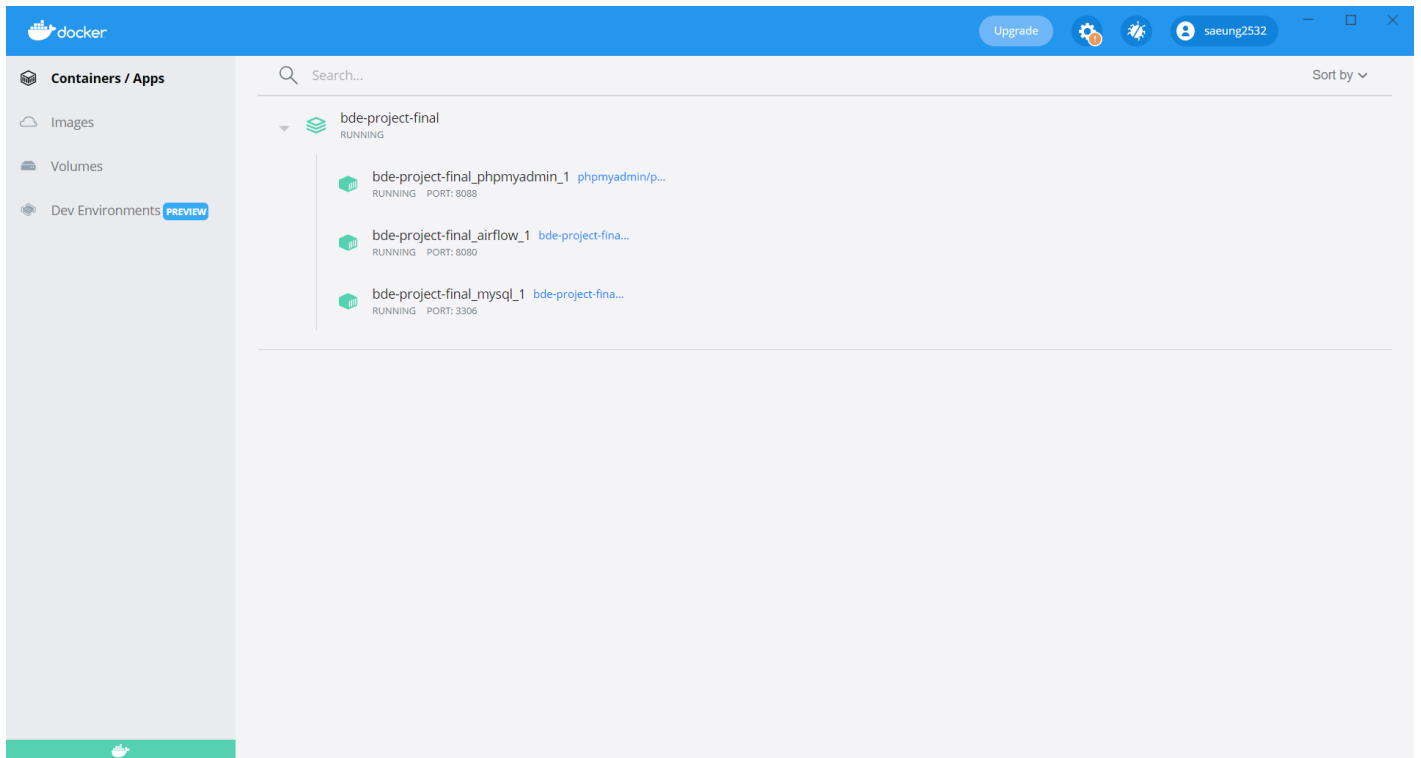 docker
Upgrade
saeung2532
Containers / Apps
Images
Volumes
Dev Environments PREVIEW
Search...
Sort by
bde-project-final
RUNNING
bde-project-final_phpmyadmin_1 phpmyadmin/p...
RUNNING PORT: 8088
bde-project-final_airflow_1 bde-project-fina...
RUNNING PORT: 8080
bde-project-final_mysql_1 bde-project-fina...
RUNNING PORT: 3306